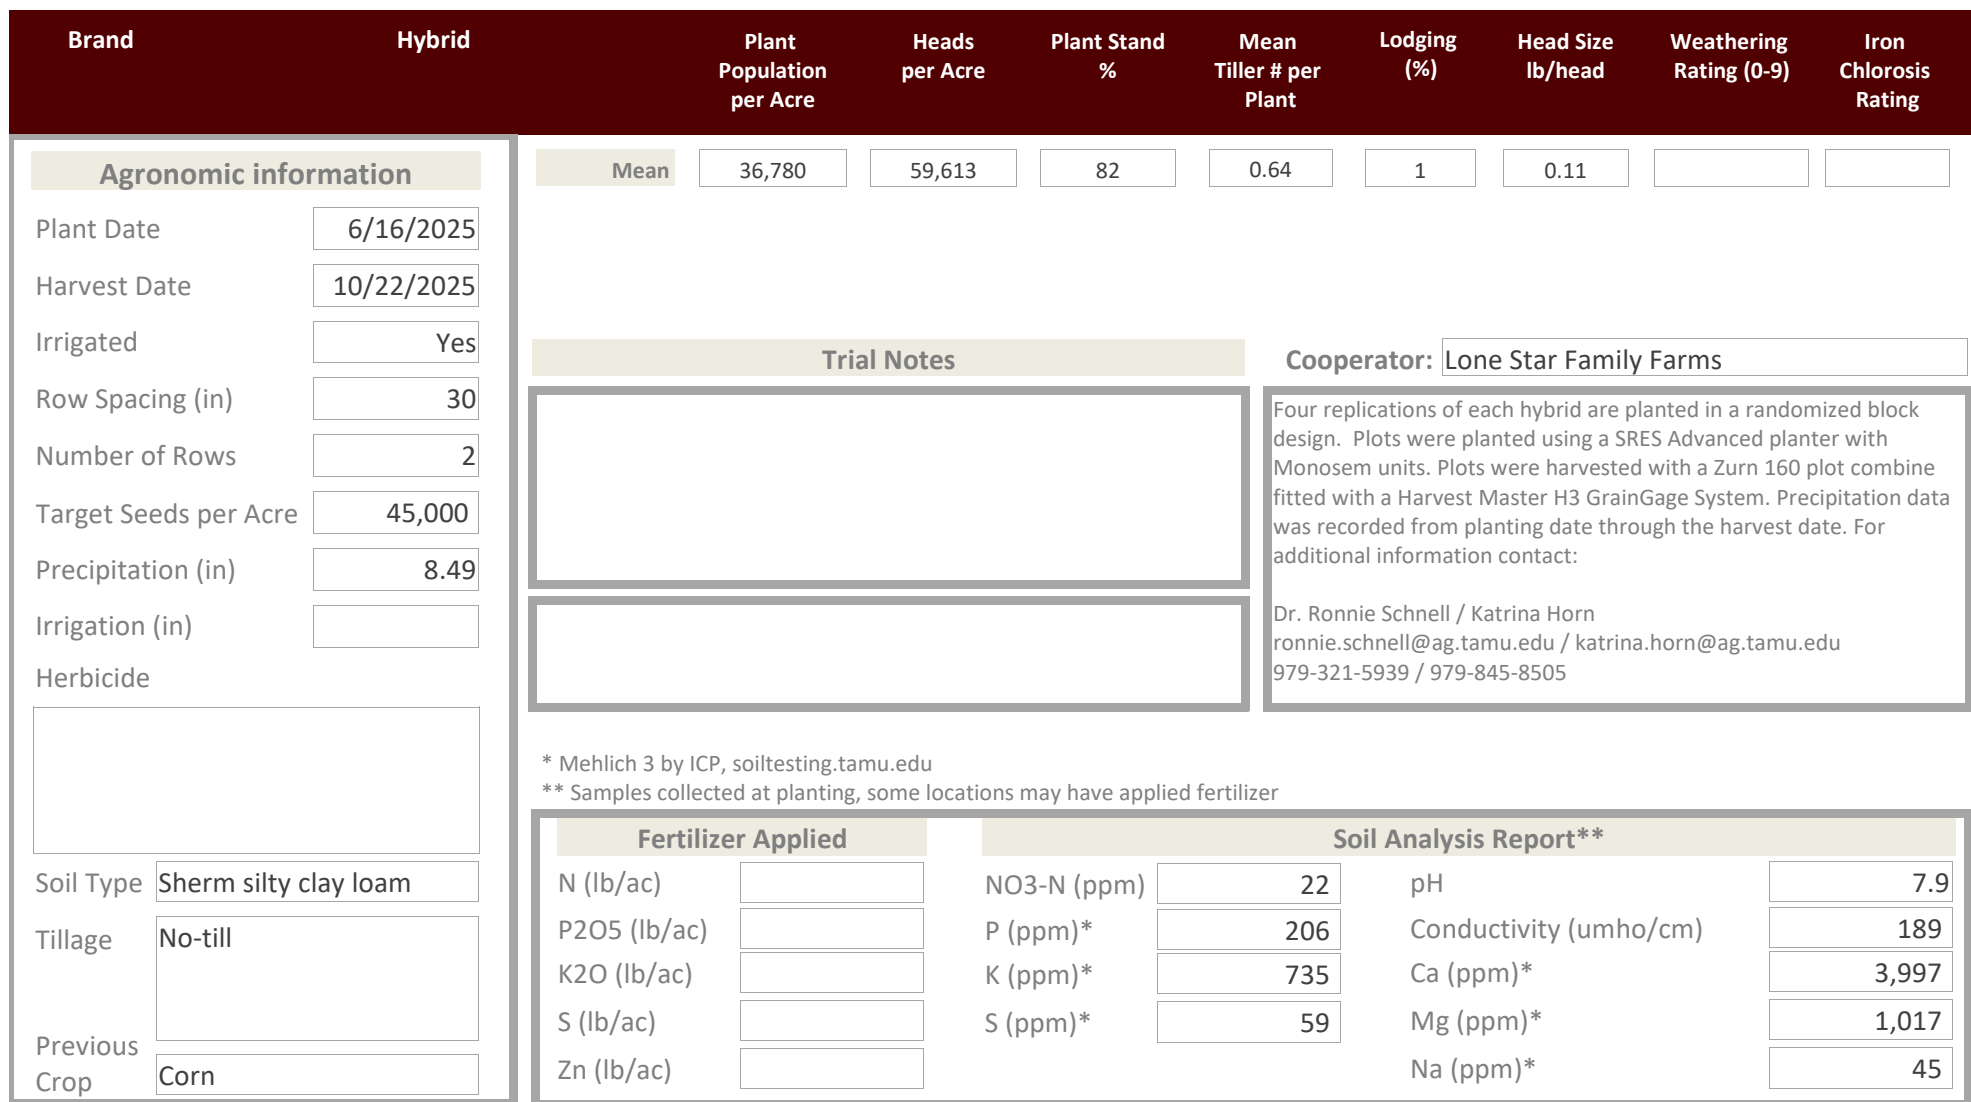 Brand Hybrid Plant Population per Acre Heads per Acre Plant Stand % Mean Tiller # per Plant Lodging (%) Head Size lb/head Weathering Rating (0-9) Iron Chlorosis Rating
Mean 36,780 59,613 82 0.64 1 0.11
Agronomic information
Plant Date 6/16/2025
Harvest Date 10/22/2025
Irrigated Yes
Row Spacing (in) 30
Number of Rows 2
Target Seeds per Acre 45,000
Precipitation (in) 8.49
Irrigation (in)
Herbicide
Soil Type Sherm silty clay loam
Tillage No-till
Previous Crop Corn
Trial Notes
Cooperator: Lone Star Family Farms
Four replications of each hybrid are planted in a randomized block
design. Plots were planted using a SRES Advanced planter with
Monosem units. Plots were harvested with a Zurn 160 plot combine
fitted with a Harvest Master H3 GrainGage System. Precipitation data
was recorded from planting date through the harvest date. For
additional information contact:
Dr. Ronnie Schnell / Katrina Horn
ronnie.schnell@ag.tamu.edu / katrina.horn@ag.tamu.edu
979-321-5939 / 979-845-8505
* Mehlich 3 by ICP, soiltesting.tamu.edu
** Samples collected at planting, some locations may have applied fertilizer
Fertilizer Applied
N (lb/ac)
P2O5 (lb/ac)
K2O (lb/ac)
S (lb/ac)
Zn (lb/ac)
Soil Analysis Report**
NO3-N (ppm) 22 pH 7.9
P (ppm)* 206 Conductivity (umho/cm) 189
K (ppm)* 735 Ca (ppm)* 3,997
S (ppm)* 59 Mg (ppm)* 1,017
Na (ppm)* 45